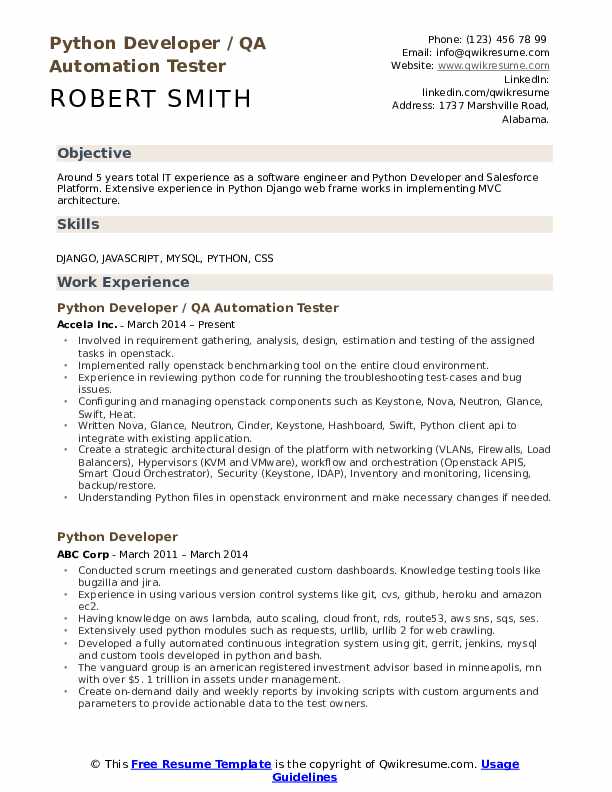 Python Developer / QA
Automation Tester
ROBERT SMITH
Phone: (123) 456 78 99
Email: info@qwikresume.com
Website: www.qwikresume.com
LinkedIn:
linkedin.com/qwikresume
Address: 1737 Marshville Road,
Alabama.
Objective
Around 5 years total IT experience as a software engineer and Python Developer and Salesforce
Platform. Extensive experience in Python Django web frame works in implementing MVC
architecture.
Skills
DJANGO, JAVASCRIPT, MYSQL, PYTHON, CSS
Work Experience
Python Developer / QA Automation Tester
Accela Inc. - March 2014 – Present
• Involved in requirement gathering, analysis, design, estimation and testing of the assigned
tasks in openstack.
• Implemented rally openstack benchmarking tool on the entire cloud environment.
• Experience in reviewing python code for running the troubleshooting test-cases and bug
issues.
• Configuring and managing openstack components such as Keystone, Nova, Neutron, Glance,
Swift, Heat.
• Written Nova, Glance, Neutron, Cinder, Keystone, Hashboard, Swift, Python client api to
integrate with existing application.
• Create a strategic architectural design of the platform with networking (VLANs, Firewalls, Load
Balancers), Hypervisors (KVM and VMware), workflow and orchestration (Openstack APIS,
Smart Cloud Orchestrator), Security (Keystone, IDAP), Inventory and monitoring, licensing,
backup/restore.
• Understanding Python files in openstack environment and make necessary changes if needed.
Python Developer
ABC Corp - March 2011 – March 2014
• Conducted scrum meetings and generated custom dashboards. Knowledge testing tools like
bugzilla and jira.
• Experience in using various version control systems like git, cvs, github, heroku and amazon
ec2.
• Having knowledge on aws lambda, auto scaling, cloud front, rds, route53, aws sns, sqs, ses.
• Extensively used python modules such as requests, urllib, urllib 2 for web crawling.
• Developed a fully automated continuous integration system using git, gerrit, jenkins, mysql
and custom tools developed in python and bash.
• The vanguard group is an american registered investment advisor based in minneapolis, mn
with over $5. 1 trillion in assets under management.
• Create on-demand daily and weekly reports by invoking scripts with custom arguments and
parameters to provide actionable data to the test owners.
© This Free Resume Template is the copyright of Qwikresume.com. Usage
Guidelines